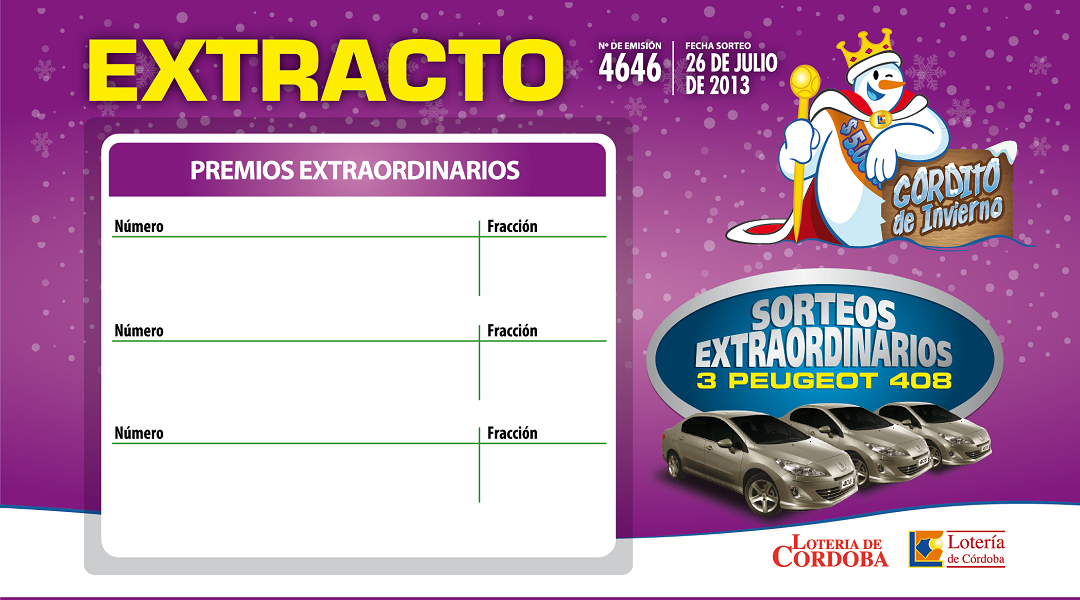 EXTRACTO
Nº DE EMISIÓN
4646
FECHA SORTEO
26 DE JULIO
DE 2013
PREMIOS EXTRAORDINARIOS
Número Fracción
Número Fracción
Número Fracción
GORDITO
de Invierno
SORTEOS
EXTRAORDINARIOS
3 PEUGEOT 408
408
LOTERIA DE
CORDOBA
Lotería
de Córdoba